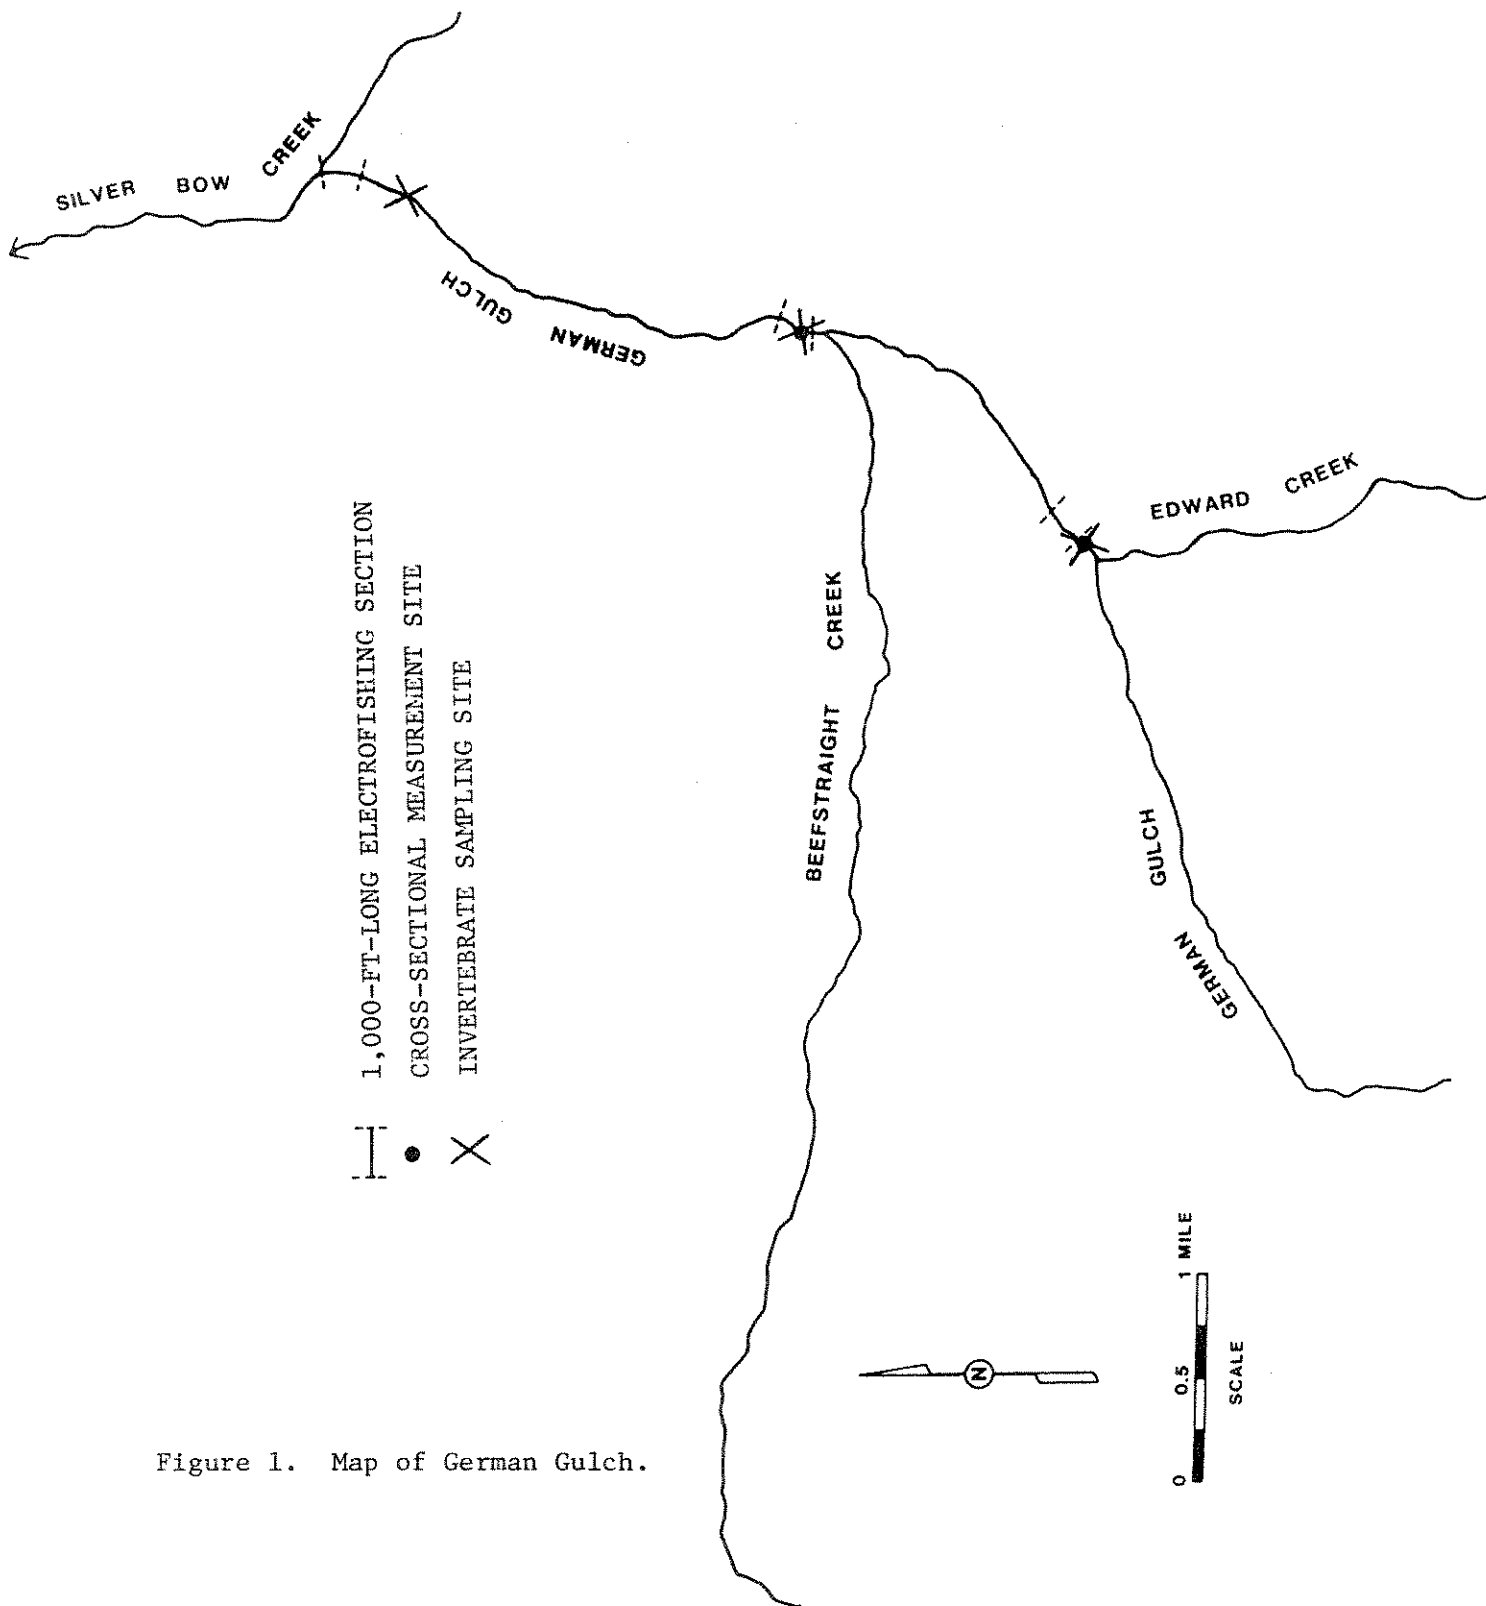 SILVER BOW CREEK
GERMAN GULCH
EDWARD CREEK
BEEFSTRAIGHT CREEK
GERMAN GULCH
1,000-FT-LONG ELECTROFISHING SECTION
CROSS-SECTIONAL MEASUREMENT SITE
INVERTEBRATE SAMPLING SITE
N
0 0.5 1 MILE
SCALE
Figure 1. Map of German Gulch.